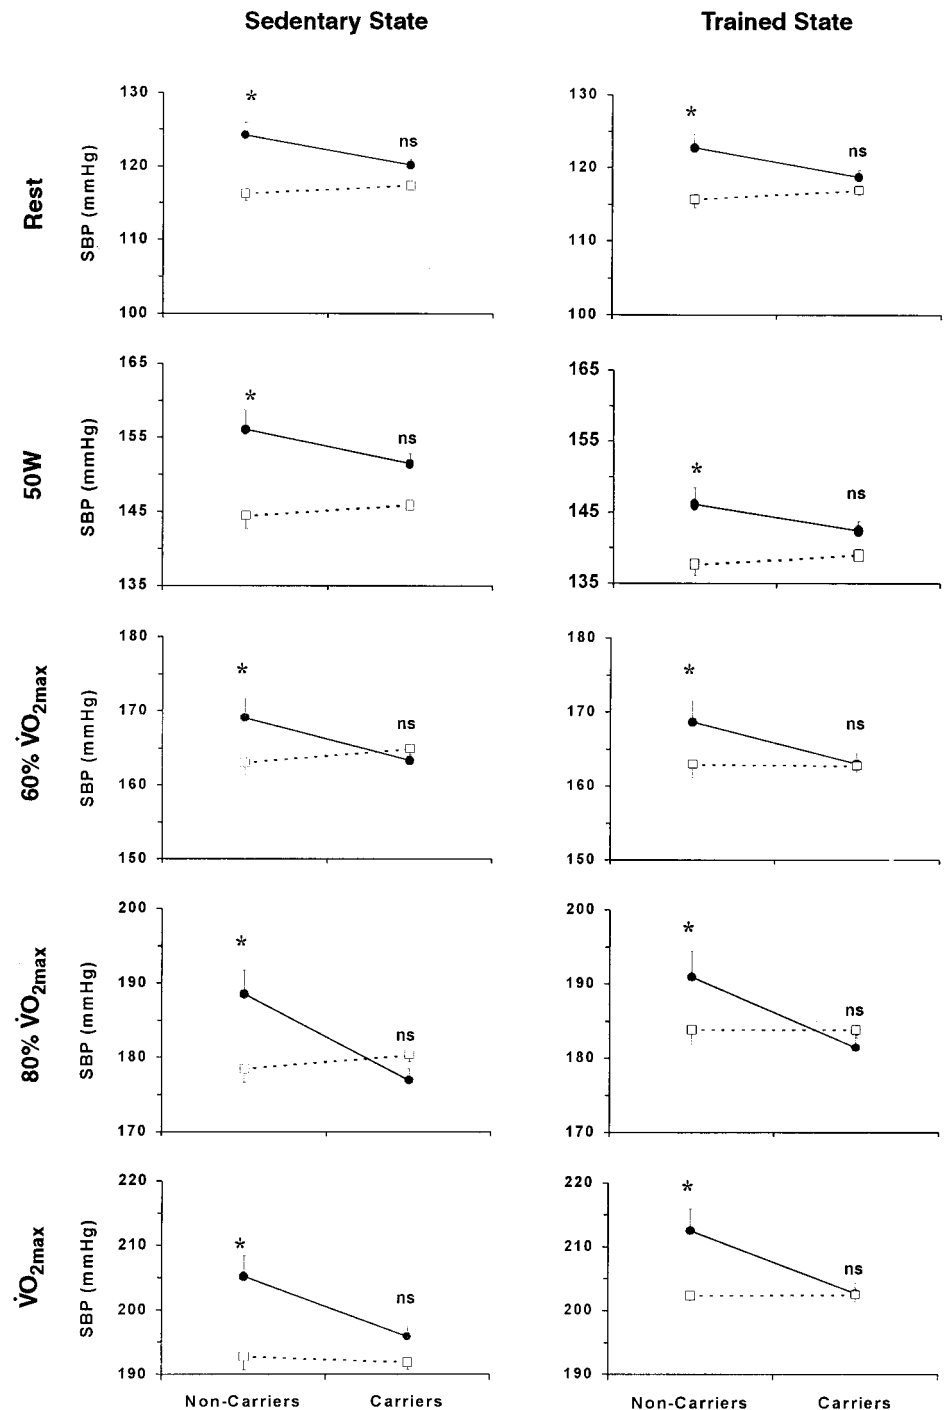 Sedentary State
Trained State
Rest
SBP (mmHg)
130
120
110
100
*
ns
130
120
110
100
*
ns
50W
SBP (mmHg)
165
155
145
135
*
ns
165
155
145
135
*
ns
60% V̇O2max
SBP (mmHg)
180
170
160
150
*
ns
180
170
160
150
*
ns
80% V̇O2max
SBP (mmHg)
200
190
180
170
*
ns
200
190
180
170
*
ns
V̇O2max
SBP (mmHg)
220
210
200
190
*
ns
220
210
200
190
*
ns
Non-Carriers
Carriers
Non-Carriers
Carriers